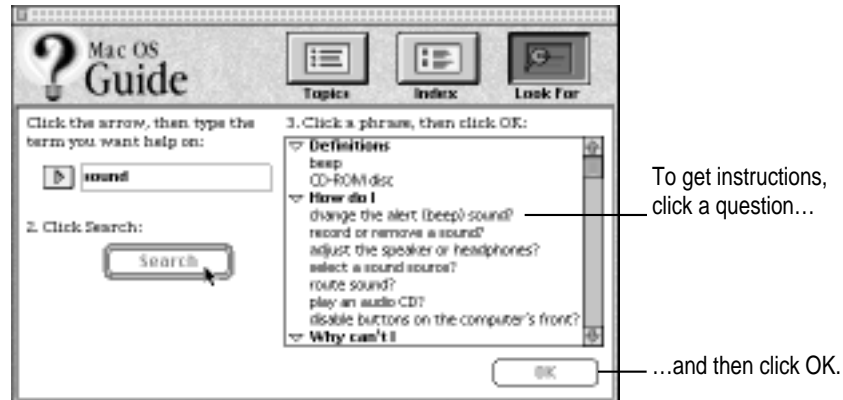 Mac OS
Guide
Topics
Index
Look For
Click the arrow, then type the
term you want help on:
sound
2. Click Search:
Search
3. Click a phrase, then click OK:
Definitions
beep
CD-ROM disc
How do I
change the alert (beep) sound?
record or remove a sound?
adjust the speaker or headphones?
select a sound source?
route sound?
play an audio CD?
disable buttons on the computer's front?
Why can't I
OK
To get instructions,
click a question…
…and then click OK.